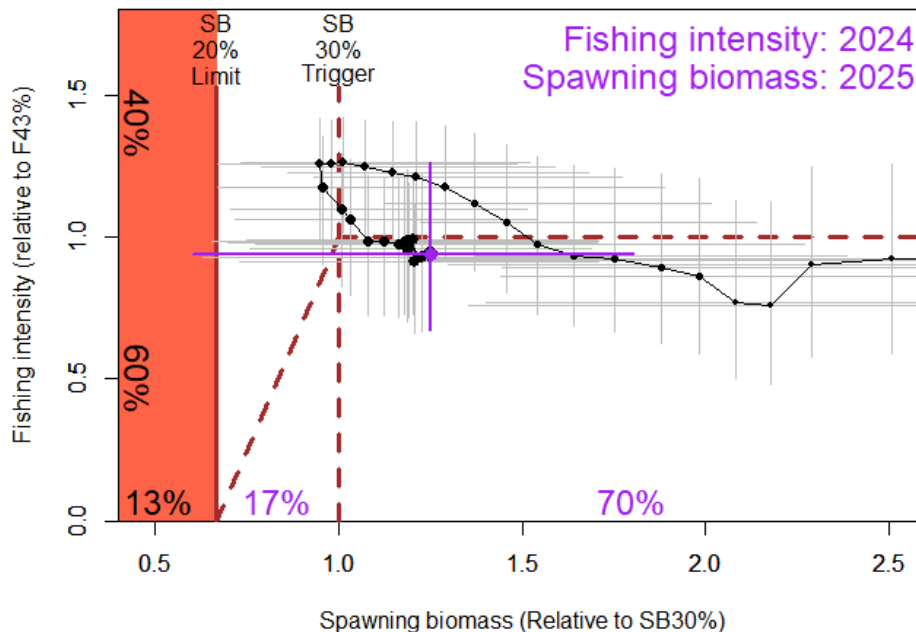 SB
20%
Limit
SB
30%
Trigger
Fishing intensity: 2024
Spawning biomass: 2025
40%
60%
13%
17%
70%
Fishing intensity (relative to F43%)
1.5
1.0
0.5
0.0
0.5
1.0
1.5
2.0
2.5
Spawning biomass (Relative to SB30%)